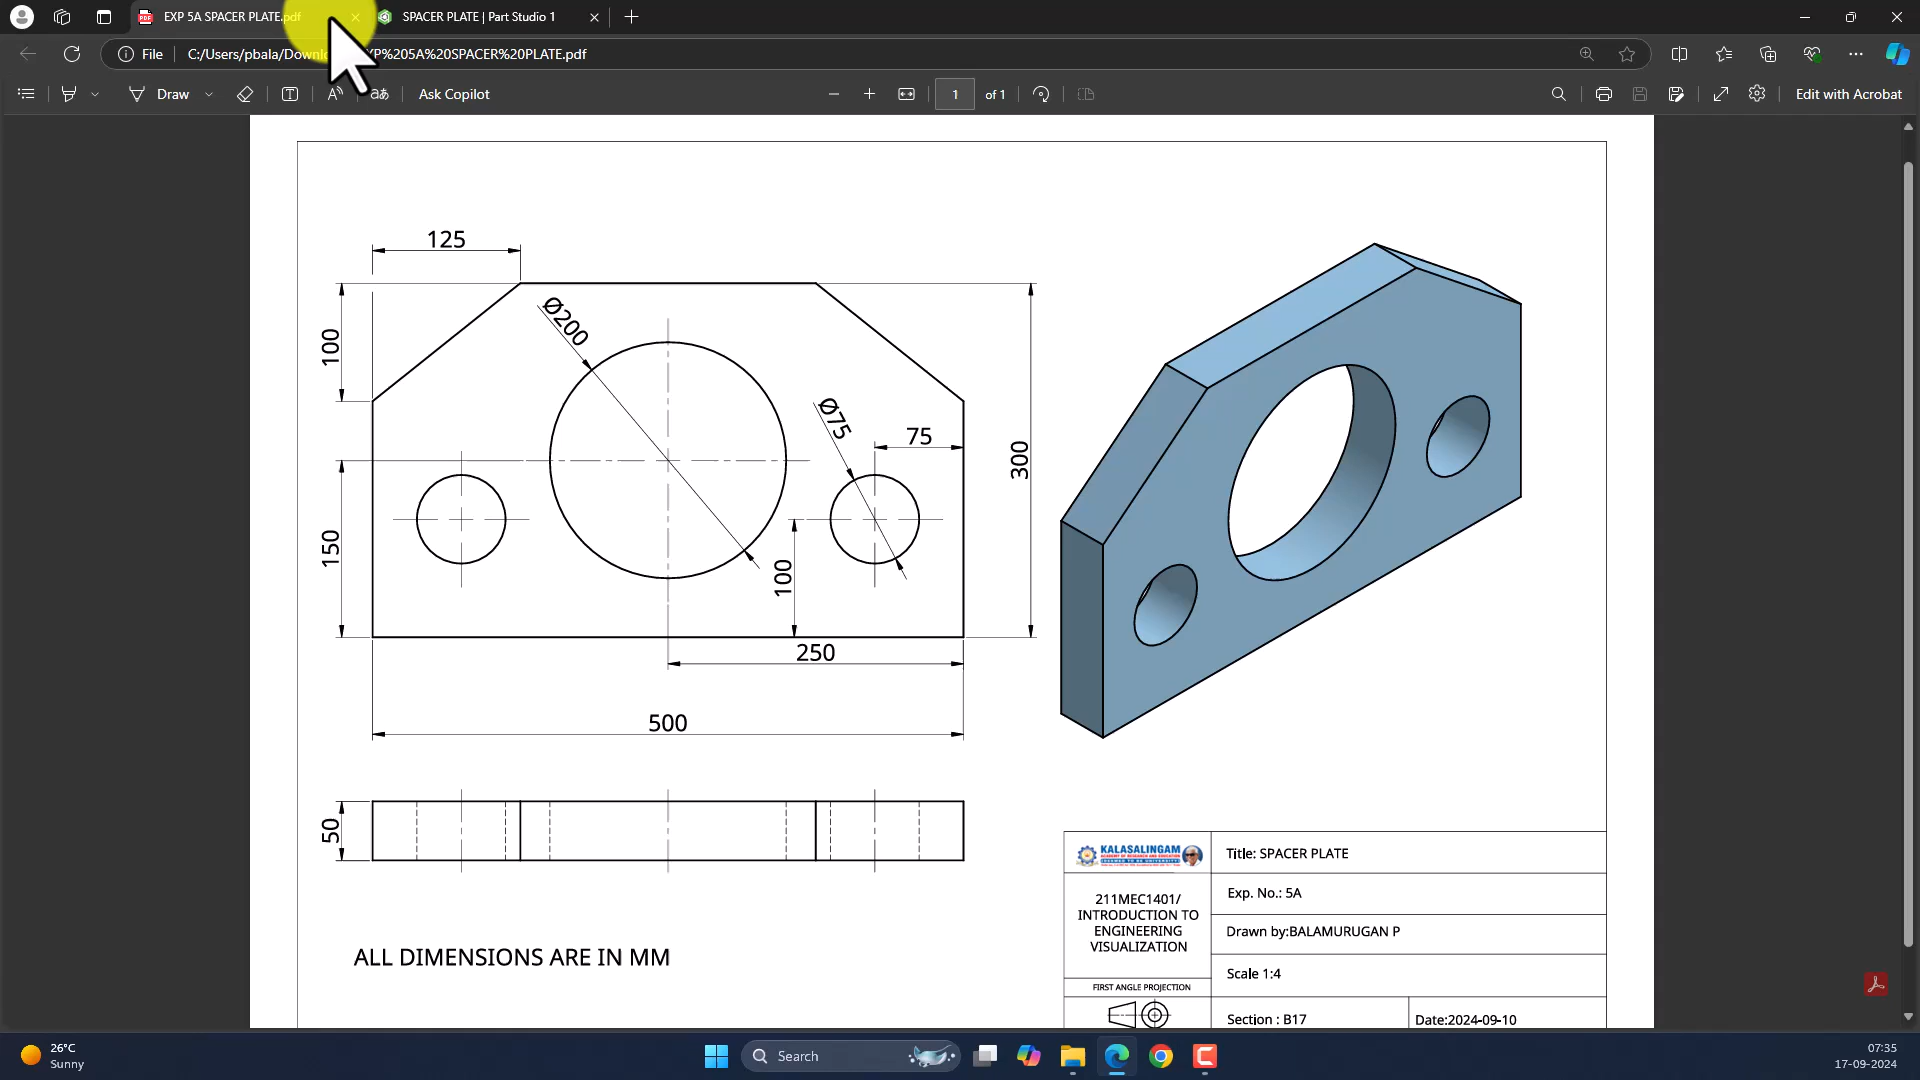 EXP 5A SPACER PLATE.pdf
SPACER PLATE | Part Studio 1
File
C:/Users/pbala/Downlo
XP%205A%20SPACER%20PLATE.pdf
Draw
Ask Copilot
1
of 1
Edit with Acrobat
125
100
Ø200
Ø75
75
300
150
100
250
500
50
ALL DIMENSIONS ARE IN MM
KALASALINGAM
Title: SPACER PLATE
Exp. No.: 5A
211MEC1401/
INTRODUCTION TO
ENGINEERING
VISUALIZATION
Drawn by:BALAMURUGAN P
Scale 1:4
FIRST ANGLE PROJECTION
Section : B17
Date:2024-09-10
26°C
Sunny
Search
07:35
17-09-2024